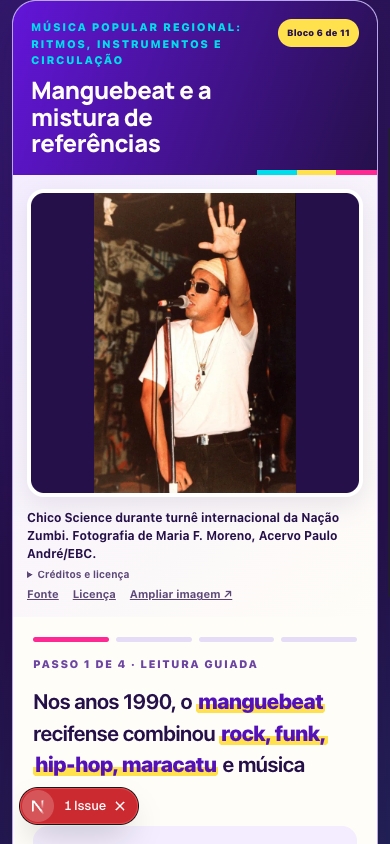 MÚSICA POPULAR REGIONAL:
RITMOS, INSTRUMENTOS E
CIRCULAÇÃO
Bloco 6 de 11
Manguebeat e a
mistura de
referências
Chico Science durante turnê internacional da Nação
Zumbi. Fotografia de Maria F. Moreno, Acervo Paulo
André/EBC.
▶ Créditos e licença
Fonte Licença Ampliar imagem ↗
PASSO 1 DE 4 · LEITURA GUIADA
Nos anos 1990, o manguebeat
recifense combinou rock, funk,
hip-hop, maracatu e música
N 1 Issue ×